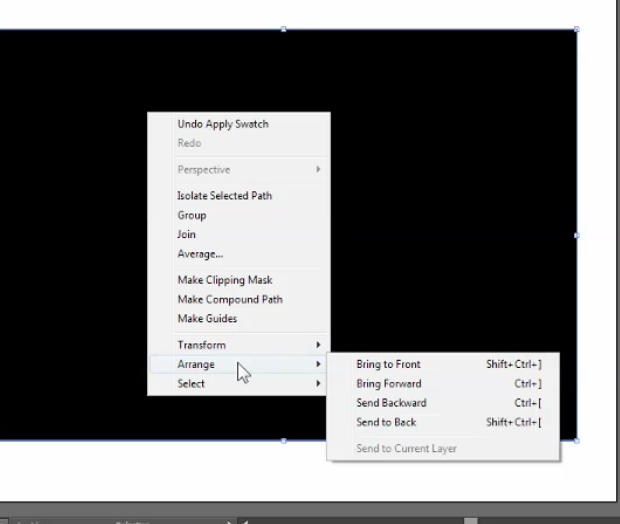 Undo Apply Swatch
Redo
Perspective
Isolate Selected Path
Group
Join
Average...
Make Clipping Mask
Make Compound Path
Make Guides
Transform
Arrange
Select
Bring to Front Shift+Ctrl+]
Bring Forward Ctrl+]
Send Backward Ctrl+[
Send to Back Shift+Ctrl+[
Send to Current Layer